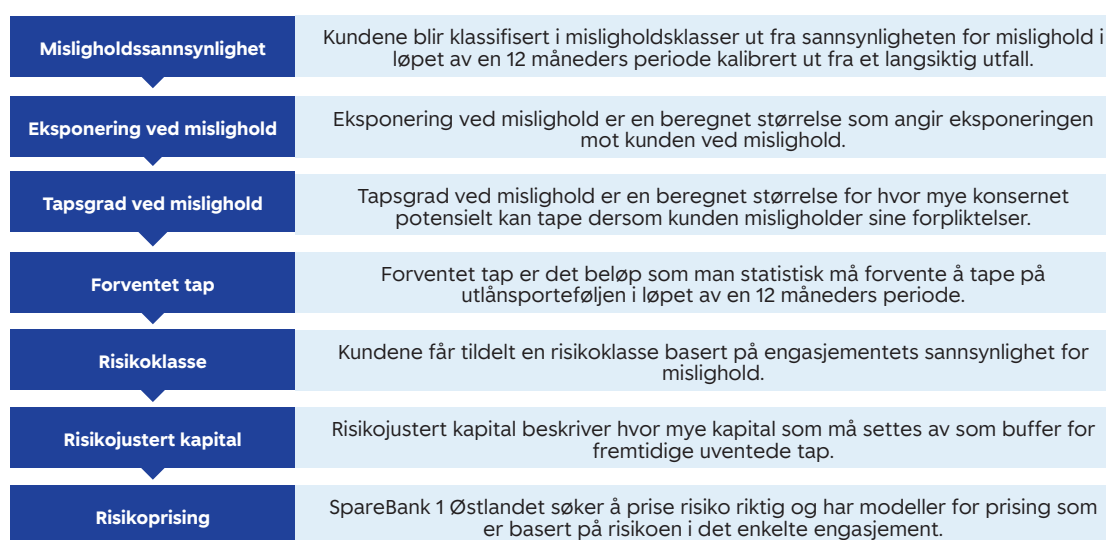 Misligholdssannsynlighet
Kundene blir klassifisert i misligholdsklasser ut fra sannsynligheten for mislighold i
løpet av en 12 måneders periode kalibrert ut fra et langsiktig utfall.
Eksponering ved mislighold
Eksponering ved mislighold er en beregnet størrelse som angir eksponeringen
mot kunden ved mislighold.
Tapsgrad ved mislighold
Tapsgrad ved mislighold er en beregnet størrelse for hvor mye konsernet
potensielt kan tape dersom kunden misligholder sine forpliktelser.
Forventet tap
Forventet tap er det beløp som man statistisk må forvente å tape på
utlånsporteføljen i løpet av en 12 måneders periode.
Risikoklasse
Kundene får tildelt en risikoklasse basert på engasjementets sannsynlighet for
mislighold.
Risikojustert kapital
Risikojustert kapital beskriver hvor mye kapital som må settes av som buffer for
fremtidige uventede tap.
Risikoprising
SpareBank 1 Østlandet søker å prise risiko riktig og har modeller for prising som
er basert på risikoen i det enkelte engasjement.